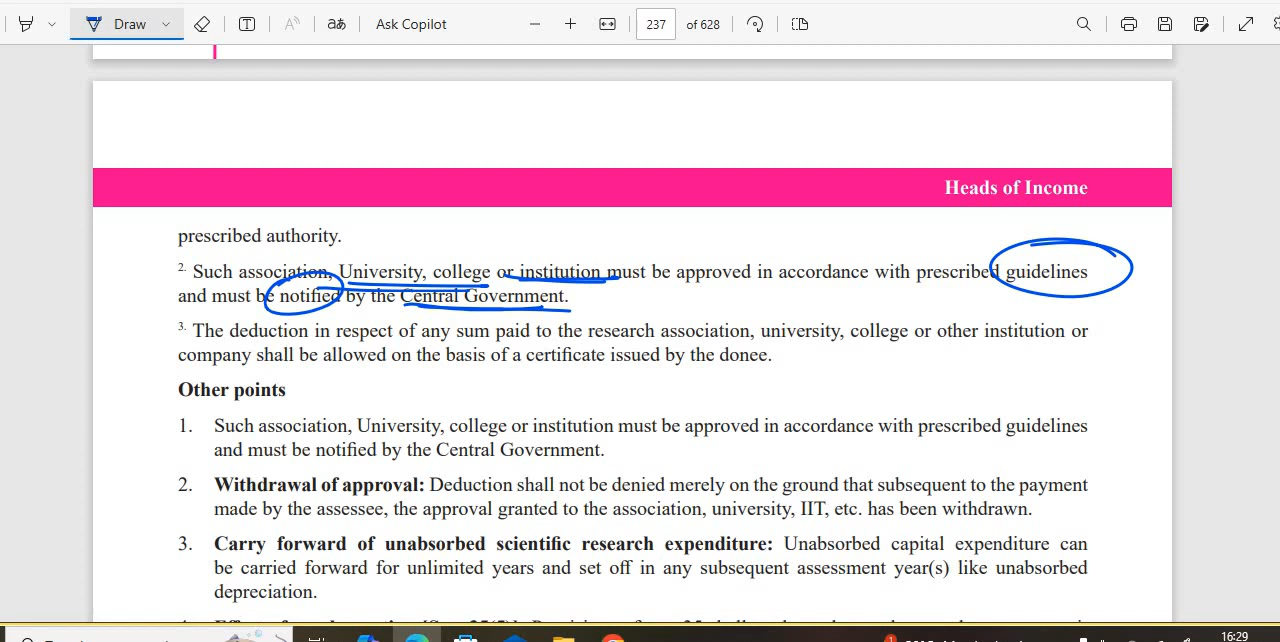 Draw
aあ
Ask Copilot
237 of 628
Heads of Income
prescribed authority.
2. Such association, University, college or institution must be approved in accordance with prescribed guidelines
and must be notified by the Central Government.
3. The deduction in respect of any sum paid to the research association, university, college or other institution or
company shall be allowed on the basis of a certificate issued by the donee.
Other points
1. Such association, University, college or institution must be approved in accordance with prescribed guidelines
and must be notified by the Central Government.
2. Withdrawal of approval: Deduction shall not be denied merely on the ground that subsequent to the payment
made by the assessee, the approval granted to the association, university, IIT, etc. has been withdrawn.
3. Carry forward of unabsorbed scientific research expenditure: Unabsorbed capital expenditure can
be carried forward for unlimited years and set off in any subsequent assessment year(s) like unabsorbed
depreciation.
16:29